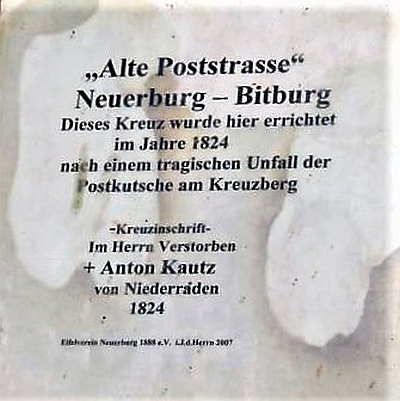 „Alte Poststrasse“
Neuerburg – Bitburg
Dieses Kreuz wurde hier errichtet
im Jahre 1824
nach einem tragischen Unfall der
Postkutsche am Kreuzberg
-Kreuzinschrift-
Im Herrn Verstorben
+ Anton Kautz
von Niederraden
1824
Eifelverein Neuerburg 1888 e.V. i.J.d.Herrn 2007